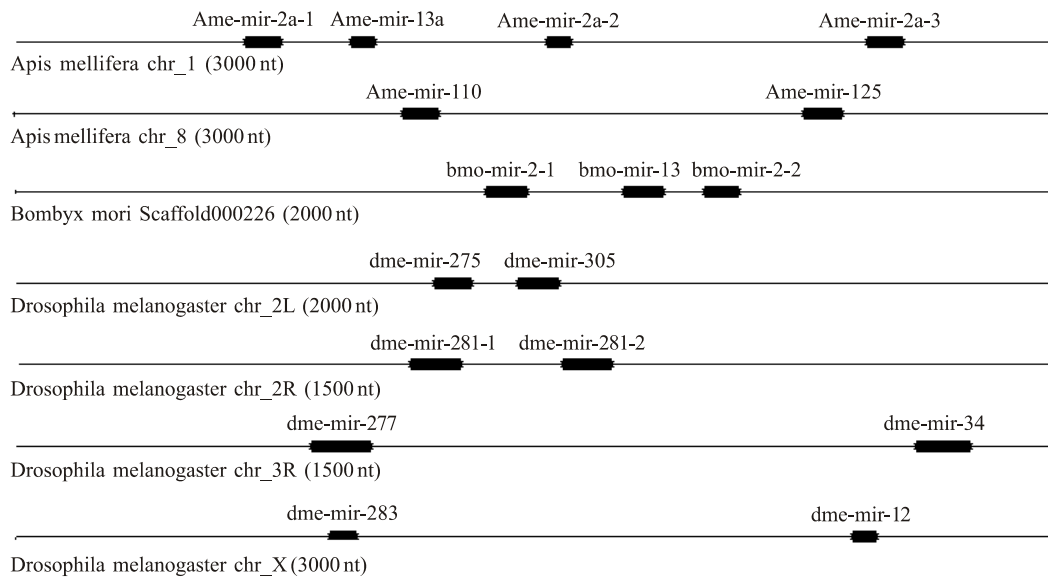 Ame-mir-2a-1 Ame-mir-13a Ame-mir-2a-2 Ame-mir-2a-3
Apis mellifera chr_1 (3000 nt)
Ame-mir-110 Ame-mir-125
Apis mellifera chr_8 (3000 nt)
bmo-mir-2-1 bmo-mir-13 bmo-mir-2-2
Bombyx mori Scaffold000226 (2000 nt)
dme-mir-275 dme-mir-305
Drosophila melanogaster chr_2L (2000 nt)
dme-mir-281-1 dme-mir-281-2
Drosophila melanogaster chr_2R (1500 nt)
dme-mir-277 dme-mir-34
Drosophila melanogaster chr_3R (1500 nt)
dme-mir-283 dme-mir-12
Drosophila melanogaster chr_X (3000 nt)